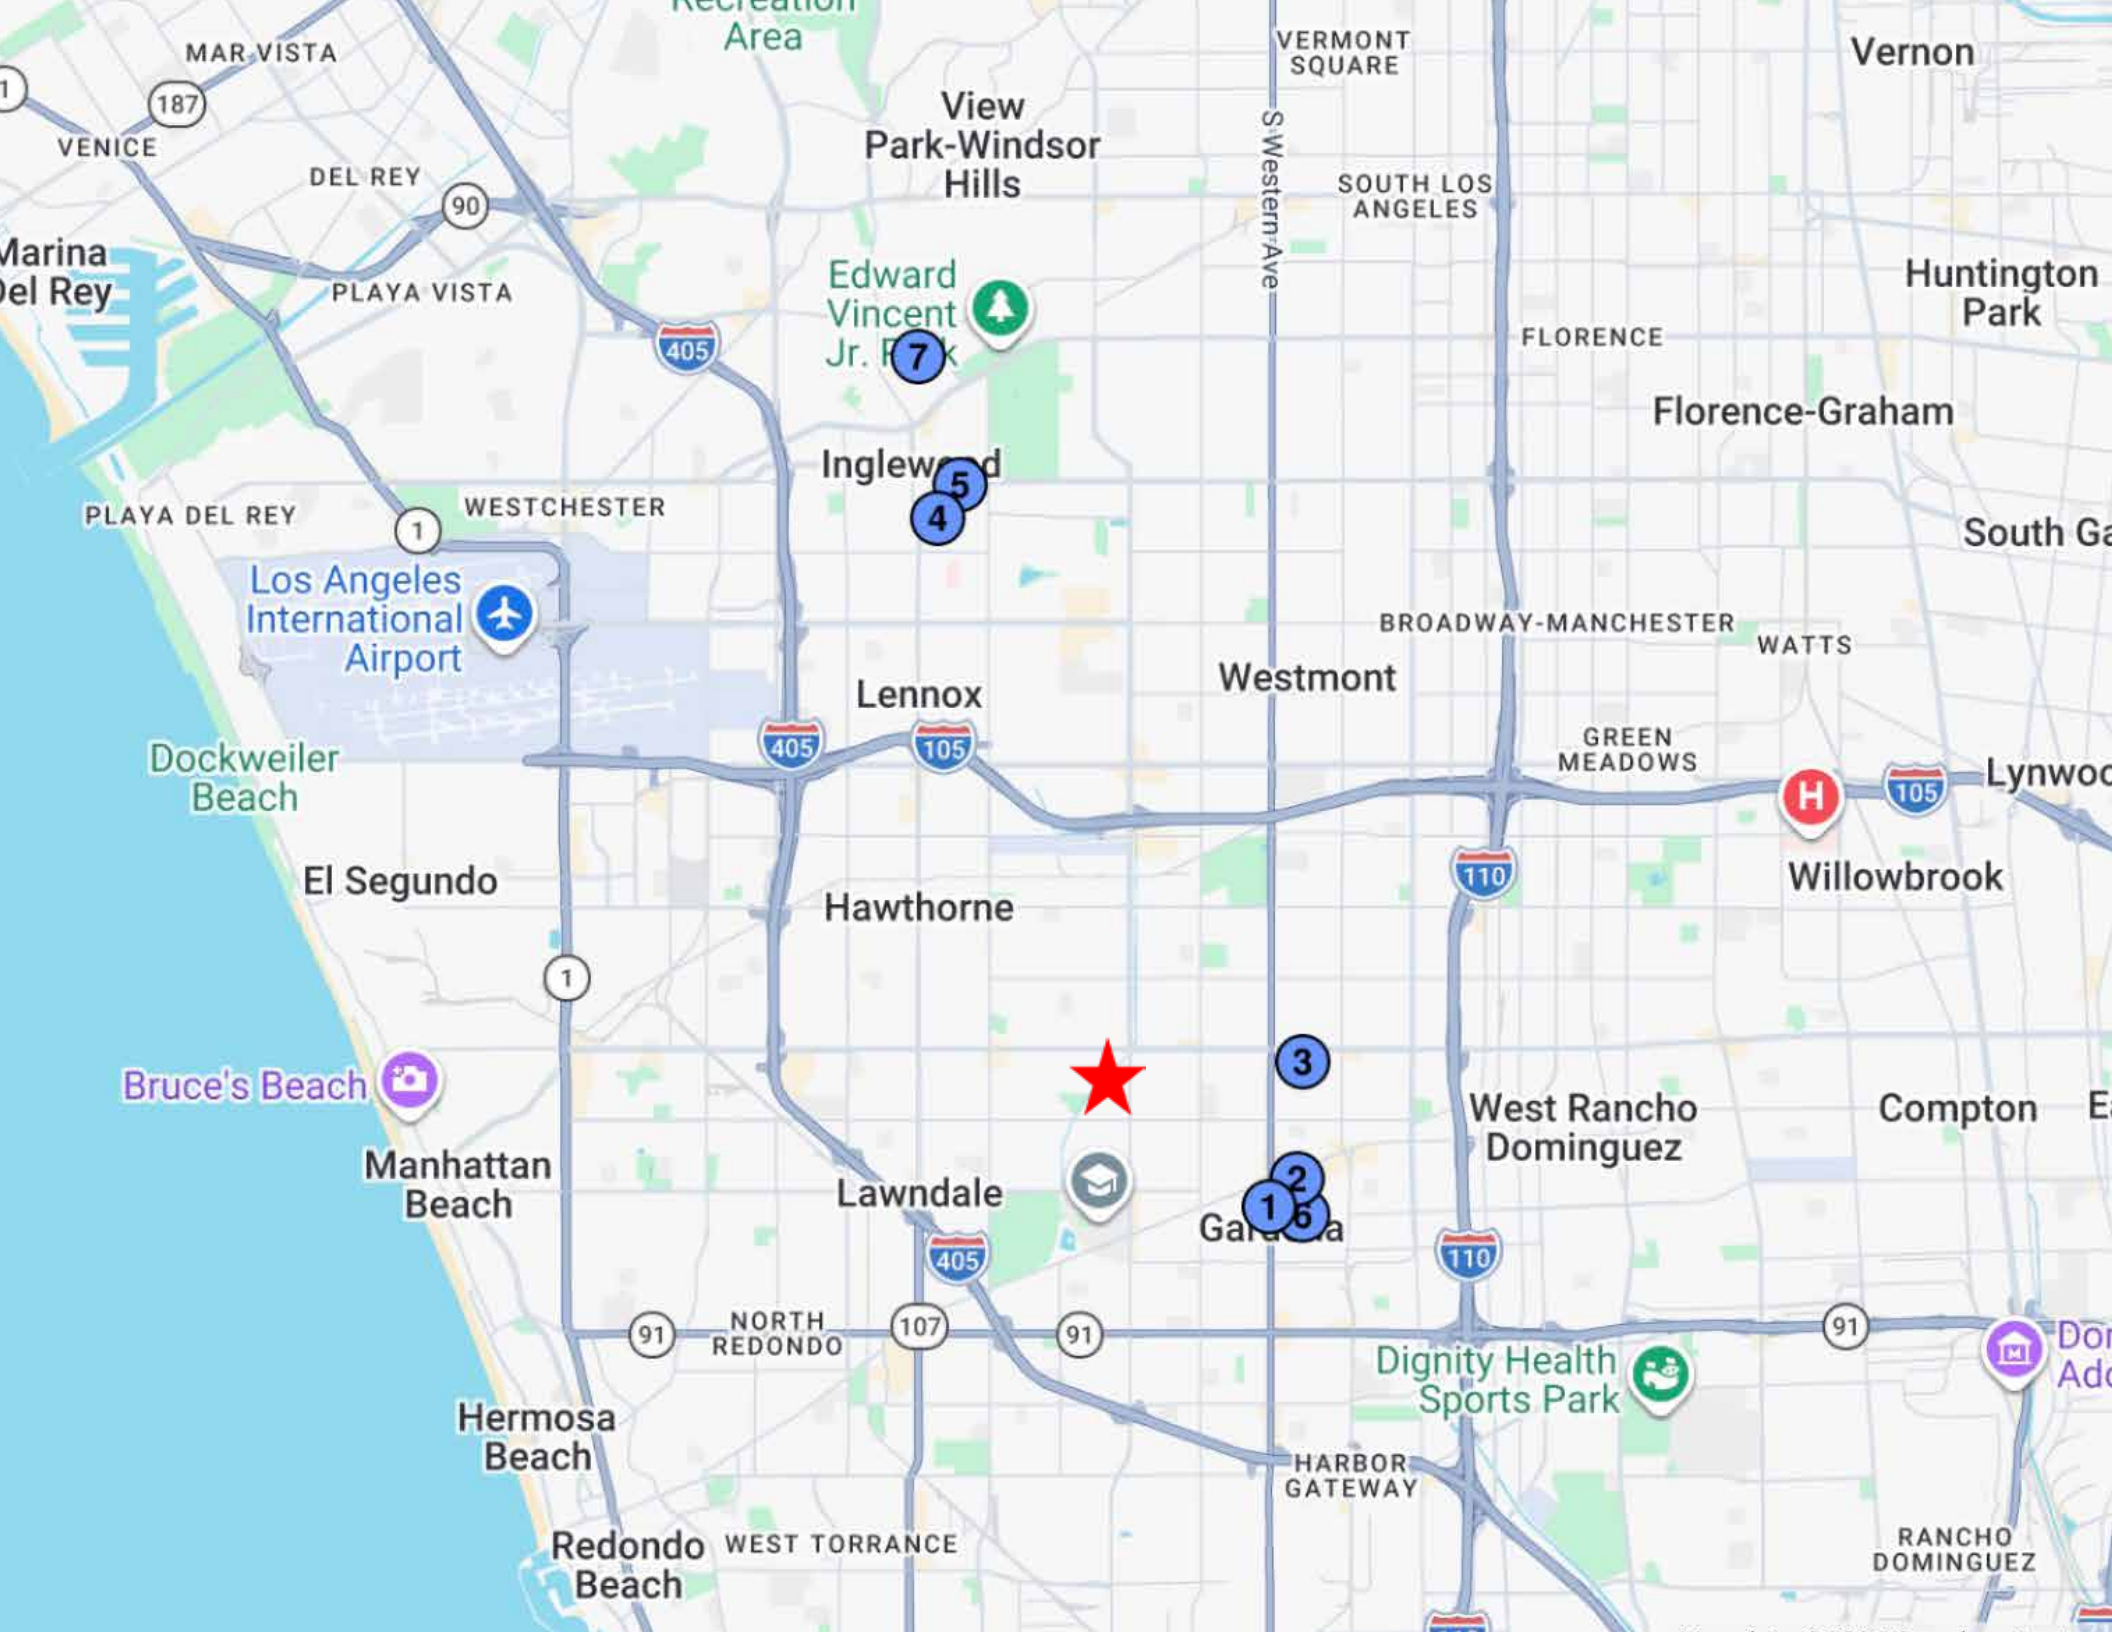 Recreation
Area
MAR VISTA
187
1
VENICE
DEL REY
90
Marina
Del Rey
PLAYA VISTA
View
Park-Windsor
Hills
VERMONT
SQUARE
S Western Ave
SOUTH LOS
ANGELES
Vernon
Huntington
Park
FLORENCE
Florence-Graham
Edward
Vincent
Jr.
7
405
Inglewood
5
4
PLAYA DEL REY
1
WESTCHESTER
Los Angeles
International
Airport
South Ga
BROADWAY-MANCHESTER
WATTS
Westmont
Lennox
405
105
GREEN
MEADOWS
Dockweiler
Beach
H
105
Lynwoo
El Segundo
Hawthorne
110
Willowbrook
1
3
Bruce's Beach
Manhattan
Beach
West Rancho
Dominguez
Compton
Lawndale
2
1
6
Gardena
405
110
91
NORTH
REDONDO
107
91
91
Dignity Health
Sports Park
M
Hermosa
Beach
HARBOR
GATEWAY
Redondo
Beach
WEST TORRANCE
RANCHO
DOMINGUEZ